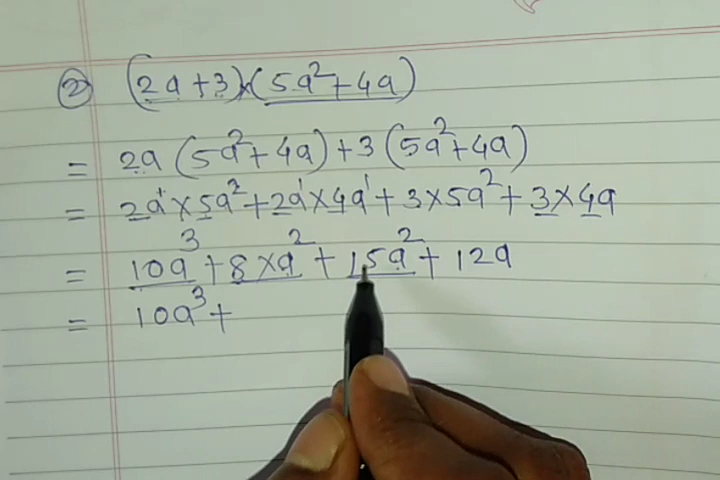 ② (2a+3)×(5a²+4a)
= 2a(5a²+4a)+3(5a²+4a)
= 2a¹×5a²+2a¹×4a¹+3×5a²+3×4a
= 10a³+8×a²+15a²+12a
= 10a³+